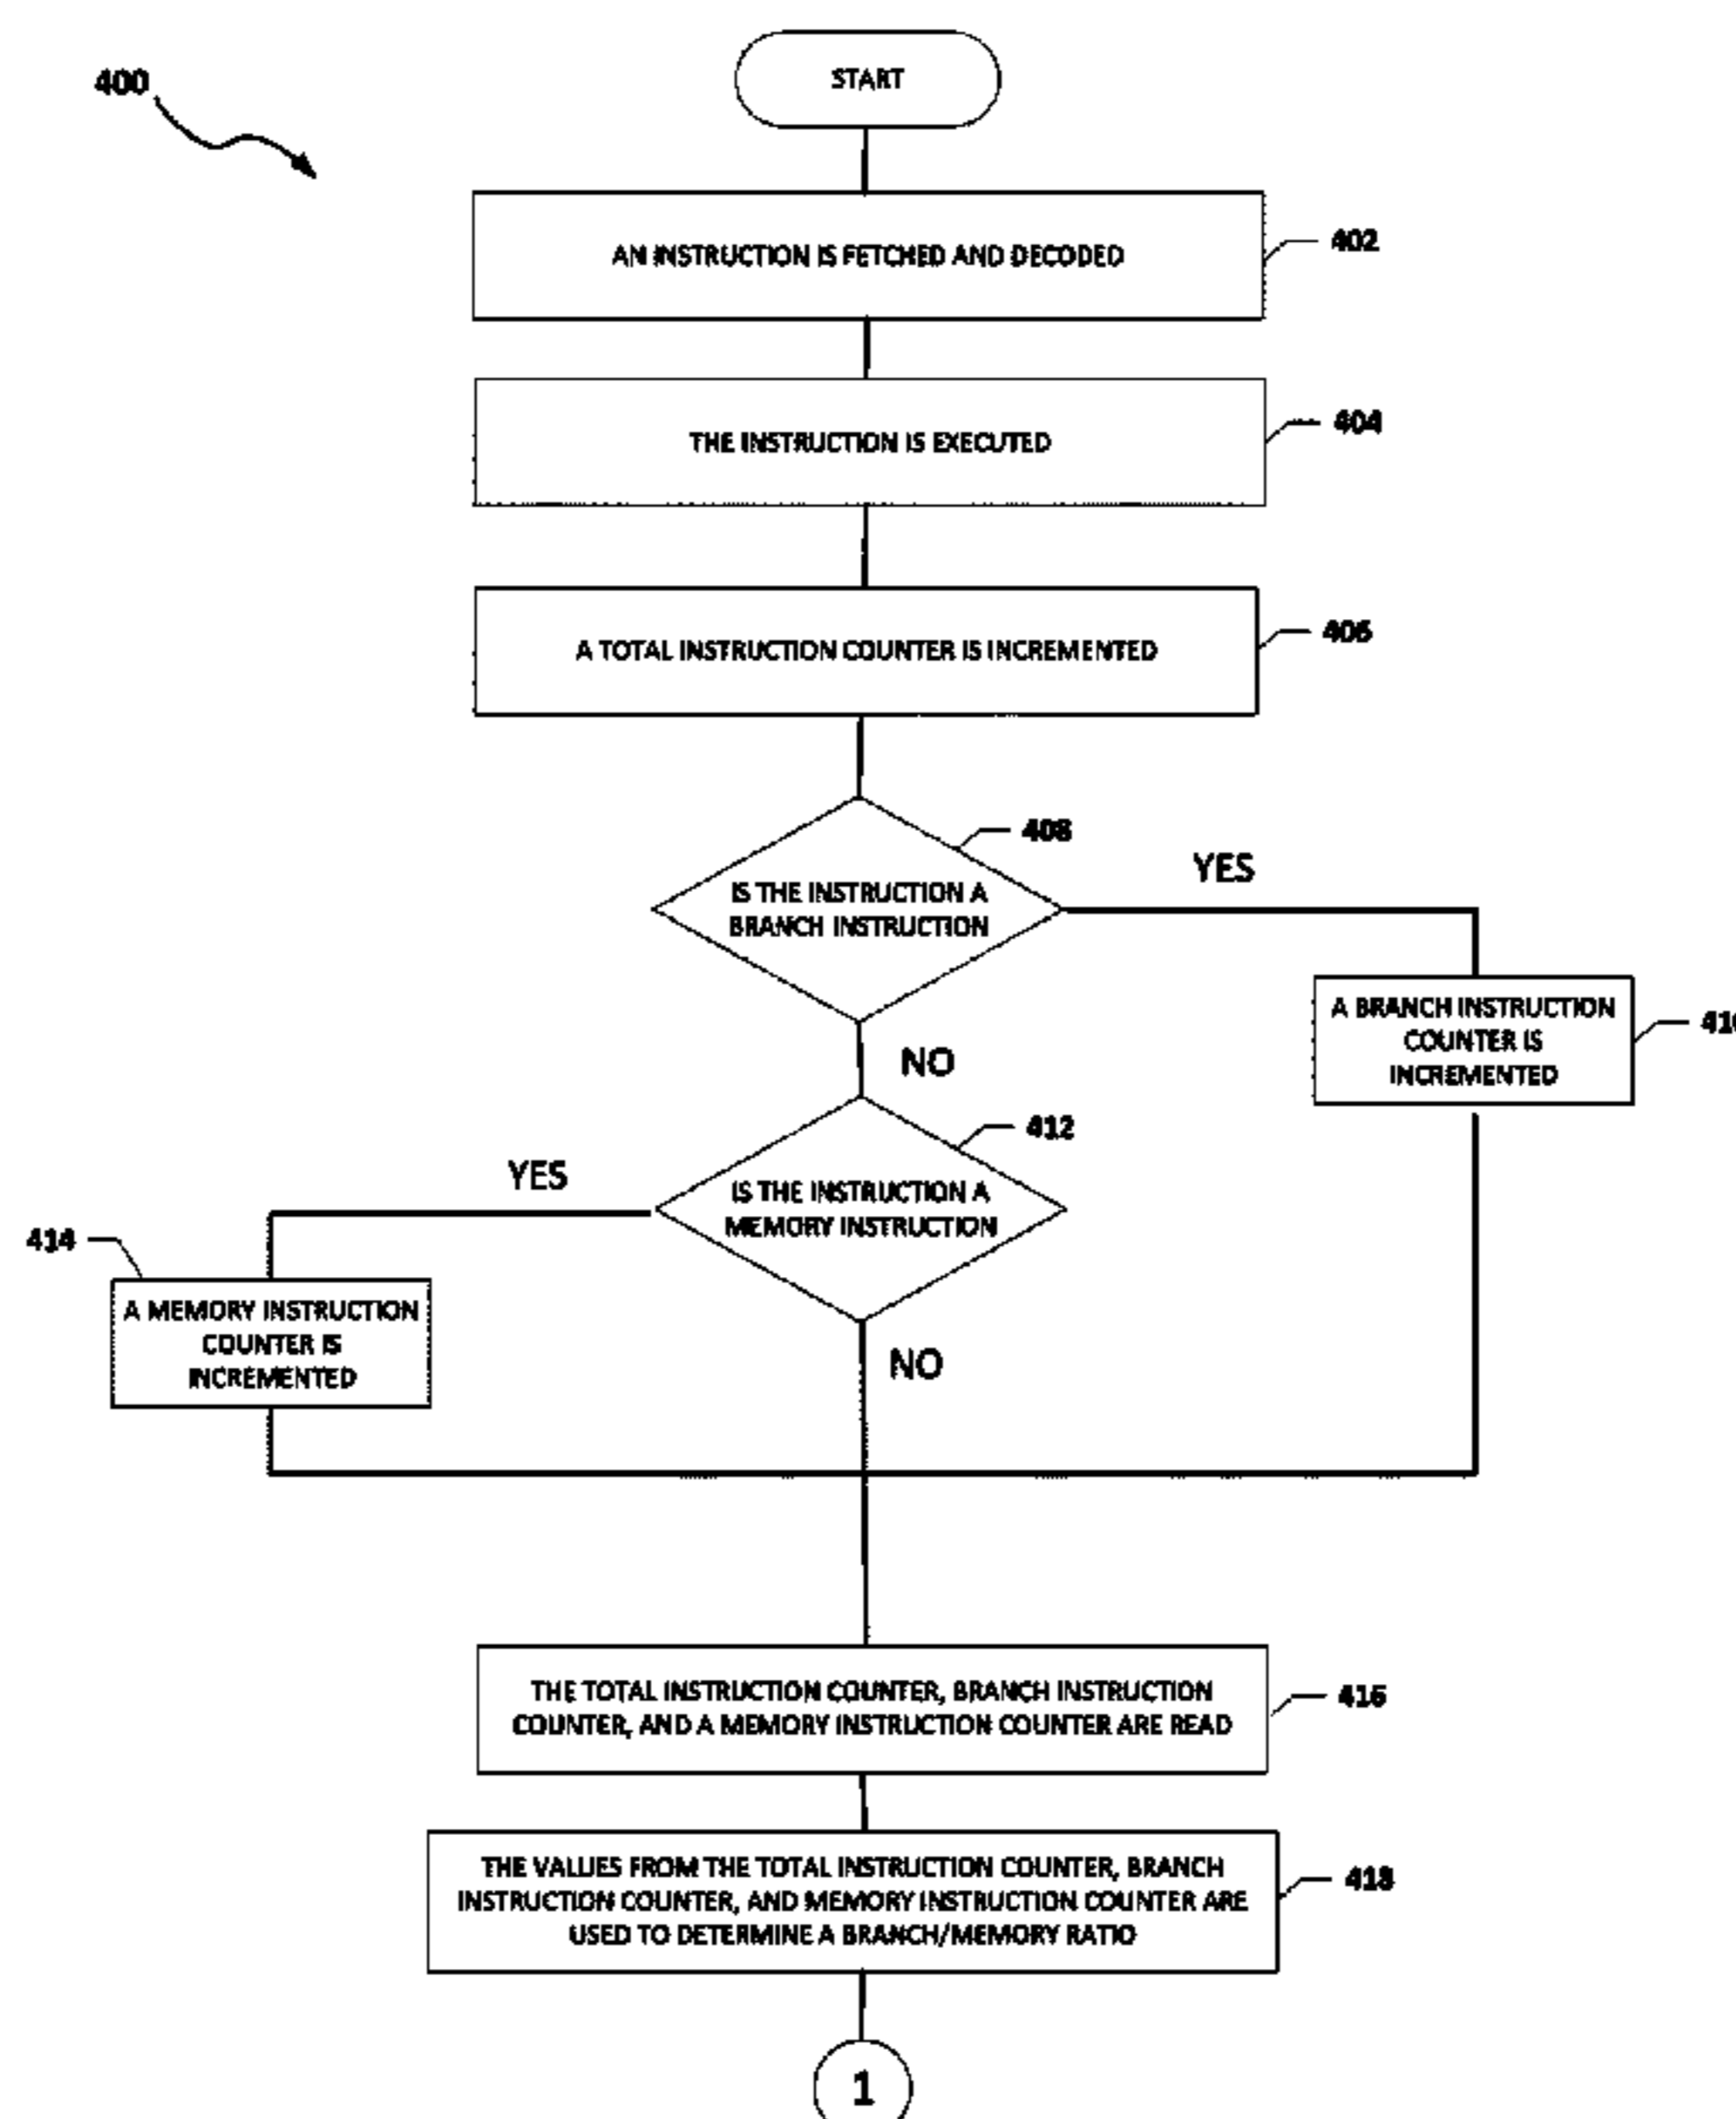 400
START
AN INSTRUCTION IS FETCHED AND DECODED
402
THE INSTRUCTION IS EXECUTED
404
A TOTAL INSTRUCTION COUNTER IS INCREMENTED
406
408
IS THE INSTRUCTION A
BRANCH INSTRUCTION
YES
A BRANCH INSTRUCTION
COUNTER IS
INCREMENTED
NO
412
IS THE INSTRUCTION A
MEMORY INSTRUCTION
YES
414
A MEMORY INSTRUCTION
COUNTER IS
INCREMENTED
NO
THE TOTAL INSTRUCTION COUNTER, BRANCH INSTRUCTION
COUNTER, AND A MEMORY INSTRUCTION COUNTER ARE READ
416
THE VALUES FROM THE TOTAL INSTRUCTION COUNTER, BRANCH
INSTRUCTION COUNTER, AND MEMORY INSTRUCTION COUNTER ARE
USED TO DETERMINE A BRANCH/MEMORY RATIO
418
1